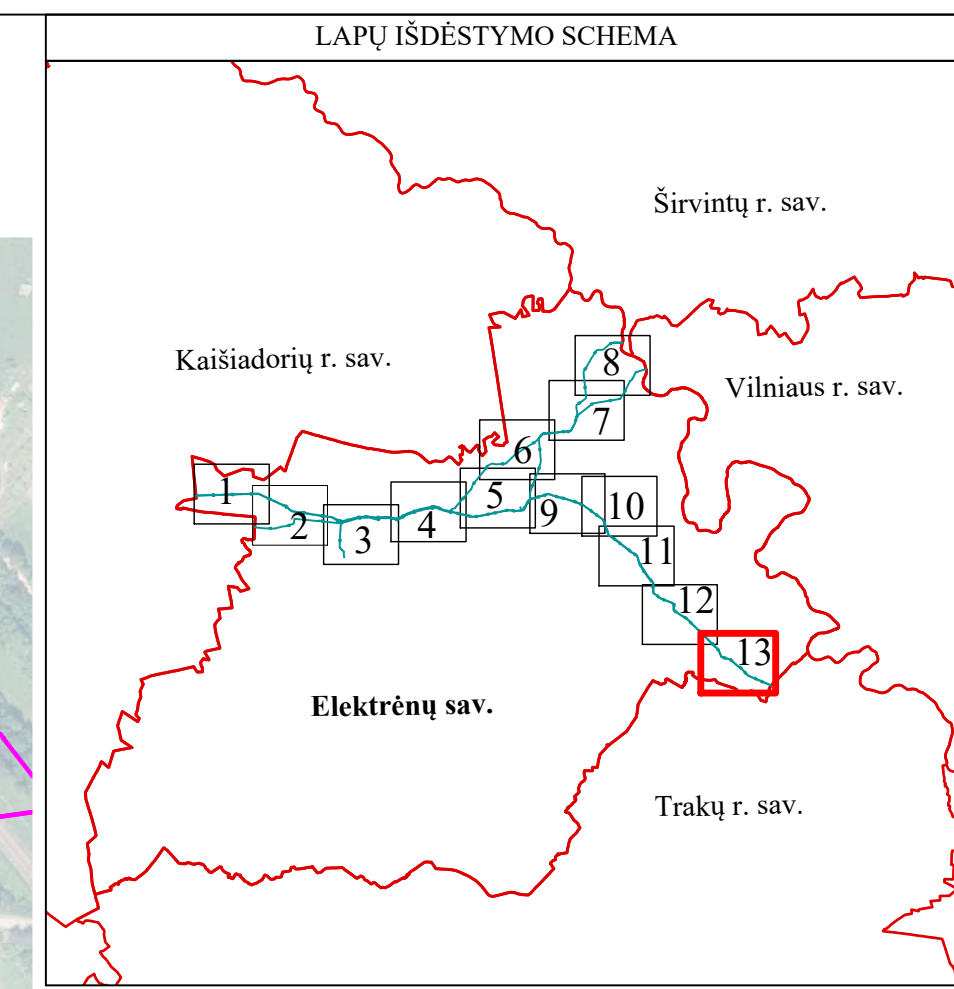 LAPŲ IŠDĖSTYMO SCHEMA
Širvintų r. sav.
Kaišiadorių r. sav.
Vilniaus r. sav.
8
7
6
1
5
9
10
2
3
4
11
12
13
Elektrėnų sav.
Trakų r. sav.